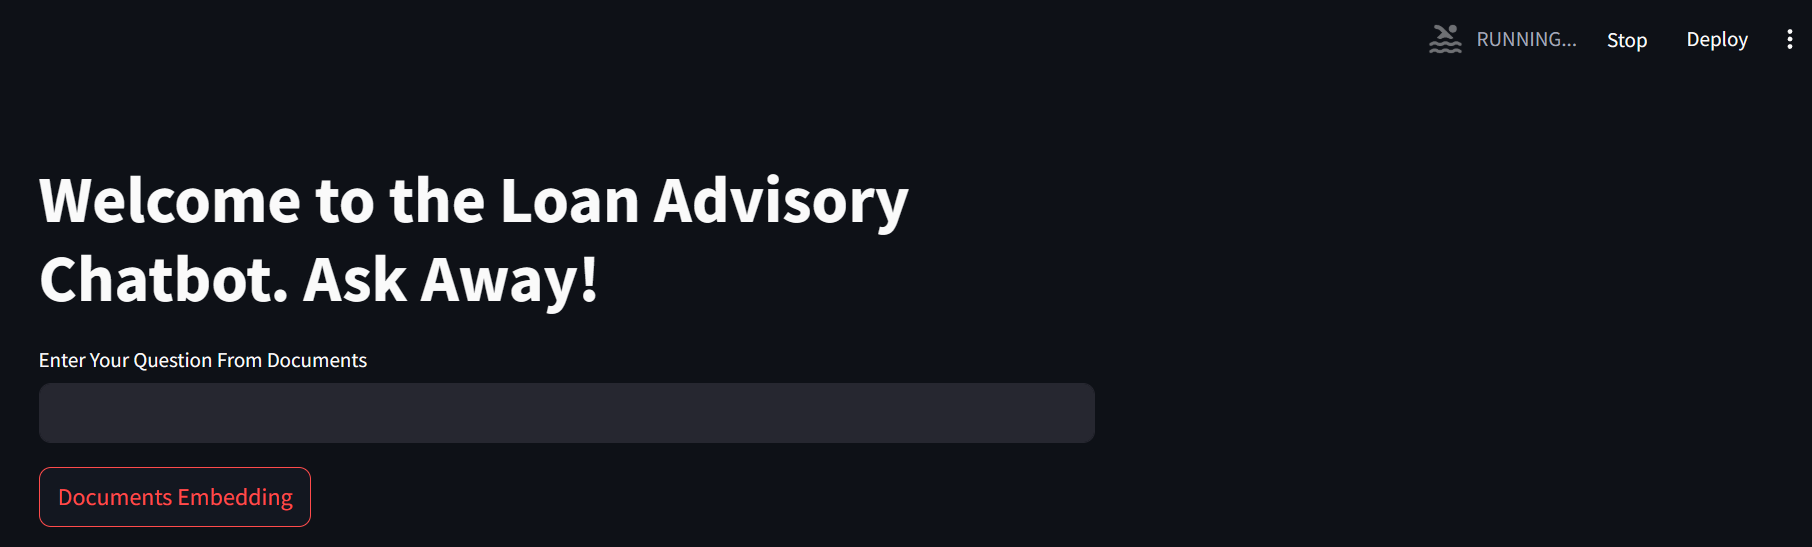 RUNNING... Stop Deploy
Welcome to the Loan Advisory
Chatbot. Ask Away!
Enter Your Question From Documents
Documents Embedding